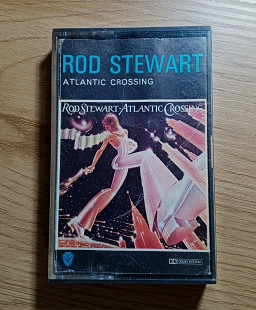 ROD STEWART
ATLANTIC CROSSING
ROD STEWART·ATLANTIC CROSSING